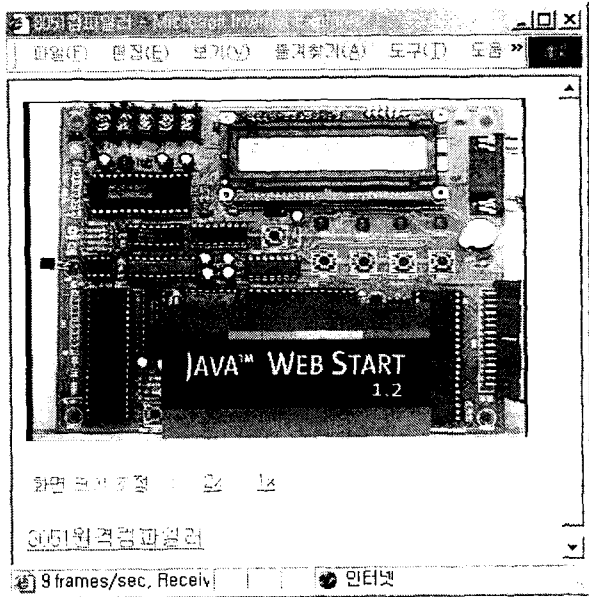 8051컴파일러 - Microsoft Internet Explorer
파일(F) 편집(E) 보기(V) 즐겨찾기(A) 도구(T) 도움 »
JAVA™ WEB START
1.2
화면 크기 조정 : 2x 1x
8051원격컴파일러
9 frames/sec, Receiv
인터넷